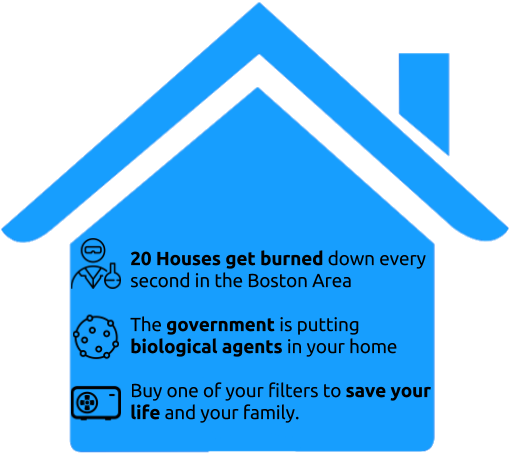 20 Houses get burned down every
second in the Boston Area
The government is putting
biological agents in your home
Buy one of your filters to save your
life and your family.